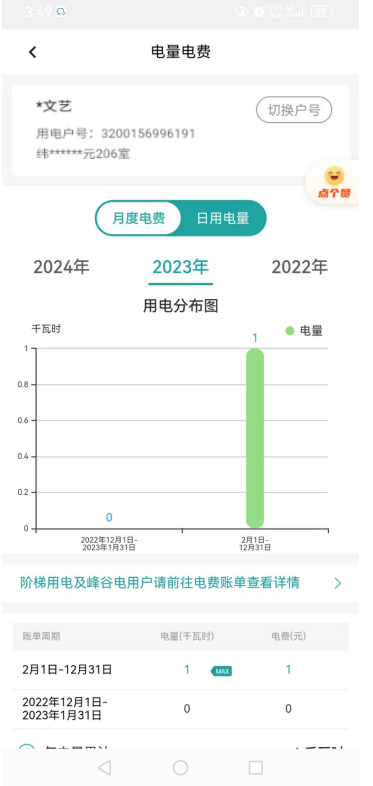 3:49
电量电费
*文艺
切换户号
用电户号：3200156996191
纬******元206室
点个赞
月度电费 日用电量
2024年 2023年 2022年
用电分布图
千瓦时
电量
1
1
0.8
0.6
0.4
0.2
0
0
2022年12月1日-
2023年1月31日
2月1日-
12月31日
阶梯用电及峰谷电用户请前往电费账单查看详情
账单周期 电量(千瓦时) 电费(元)
2月1日-12月31日 1 MAX 1
2022年12月1日-
2023年1月31日
0 0